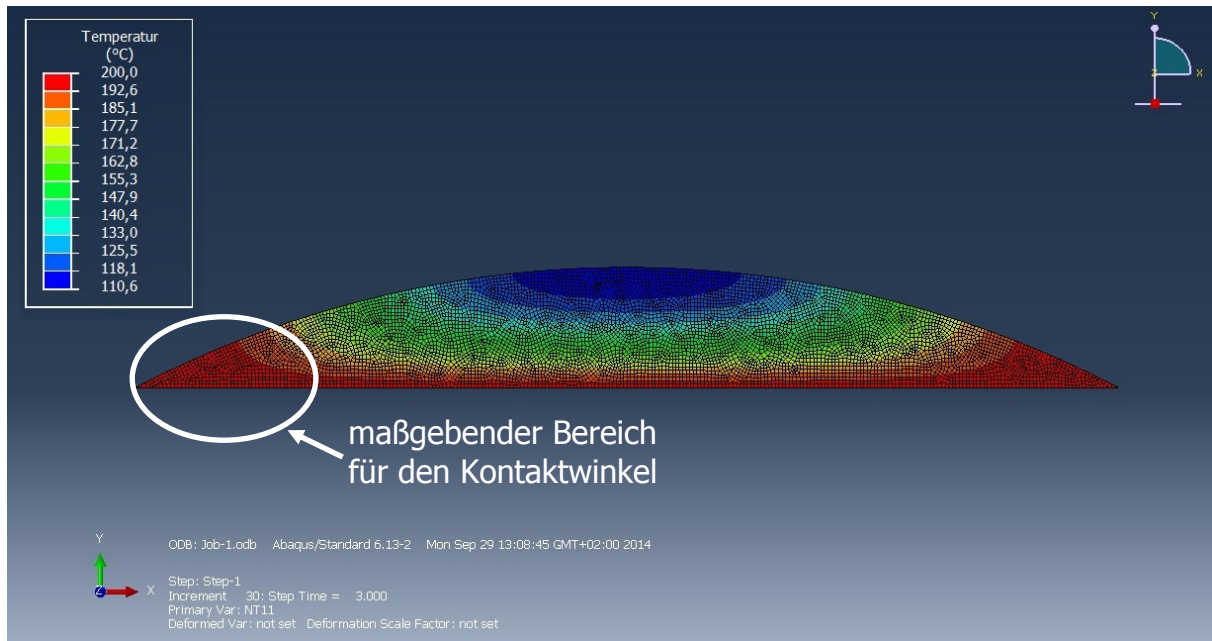 Temperatur
(°C)
200,0
192,6
185,1
177,7
171,2
162,8
155,3
147,9
140,4
133,0
125,5
118,1
110,6
Y
Z X
maßgebender Bereich
für den Kontaktwinkel
Y
Z X
ODB: Job-1.odb Abaqus/Standard 6.13-2 Mon Sep 29 13:08:45 GMT+02:00 2014
Step: Step-1
Increment 30: Step Time = 3.000
Primary Var: NT11
Deformed Var: not set Deformation Scale Factor: not set